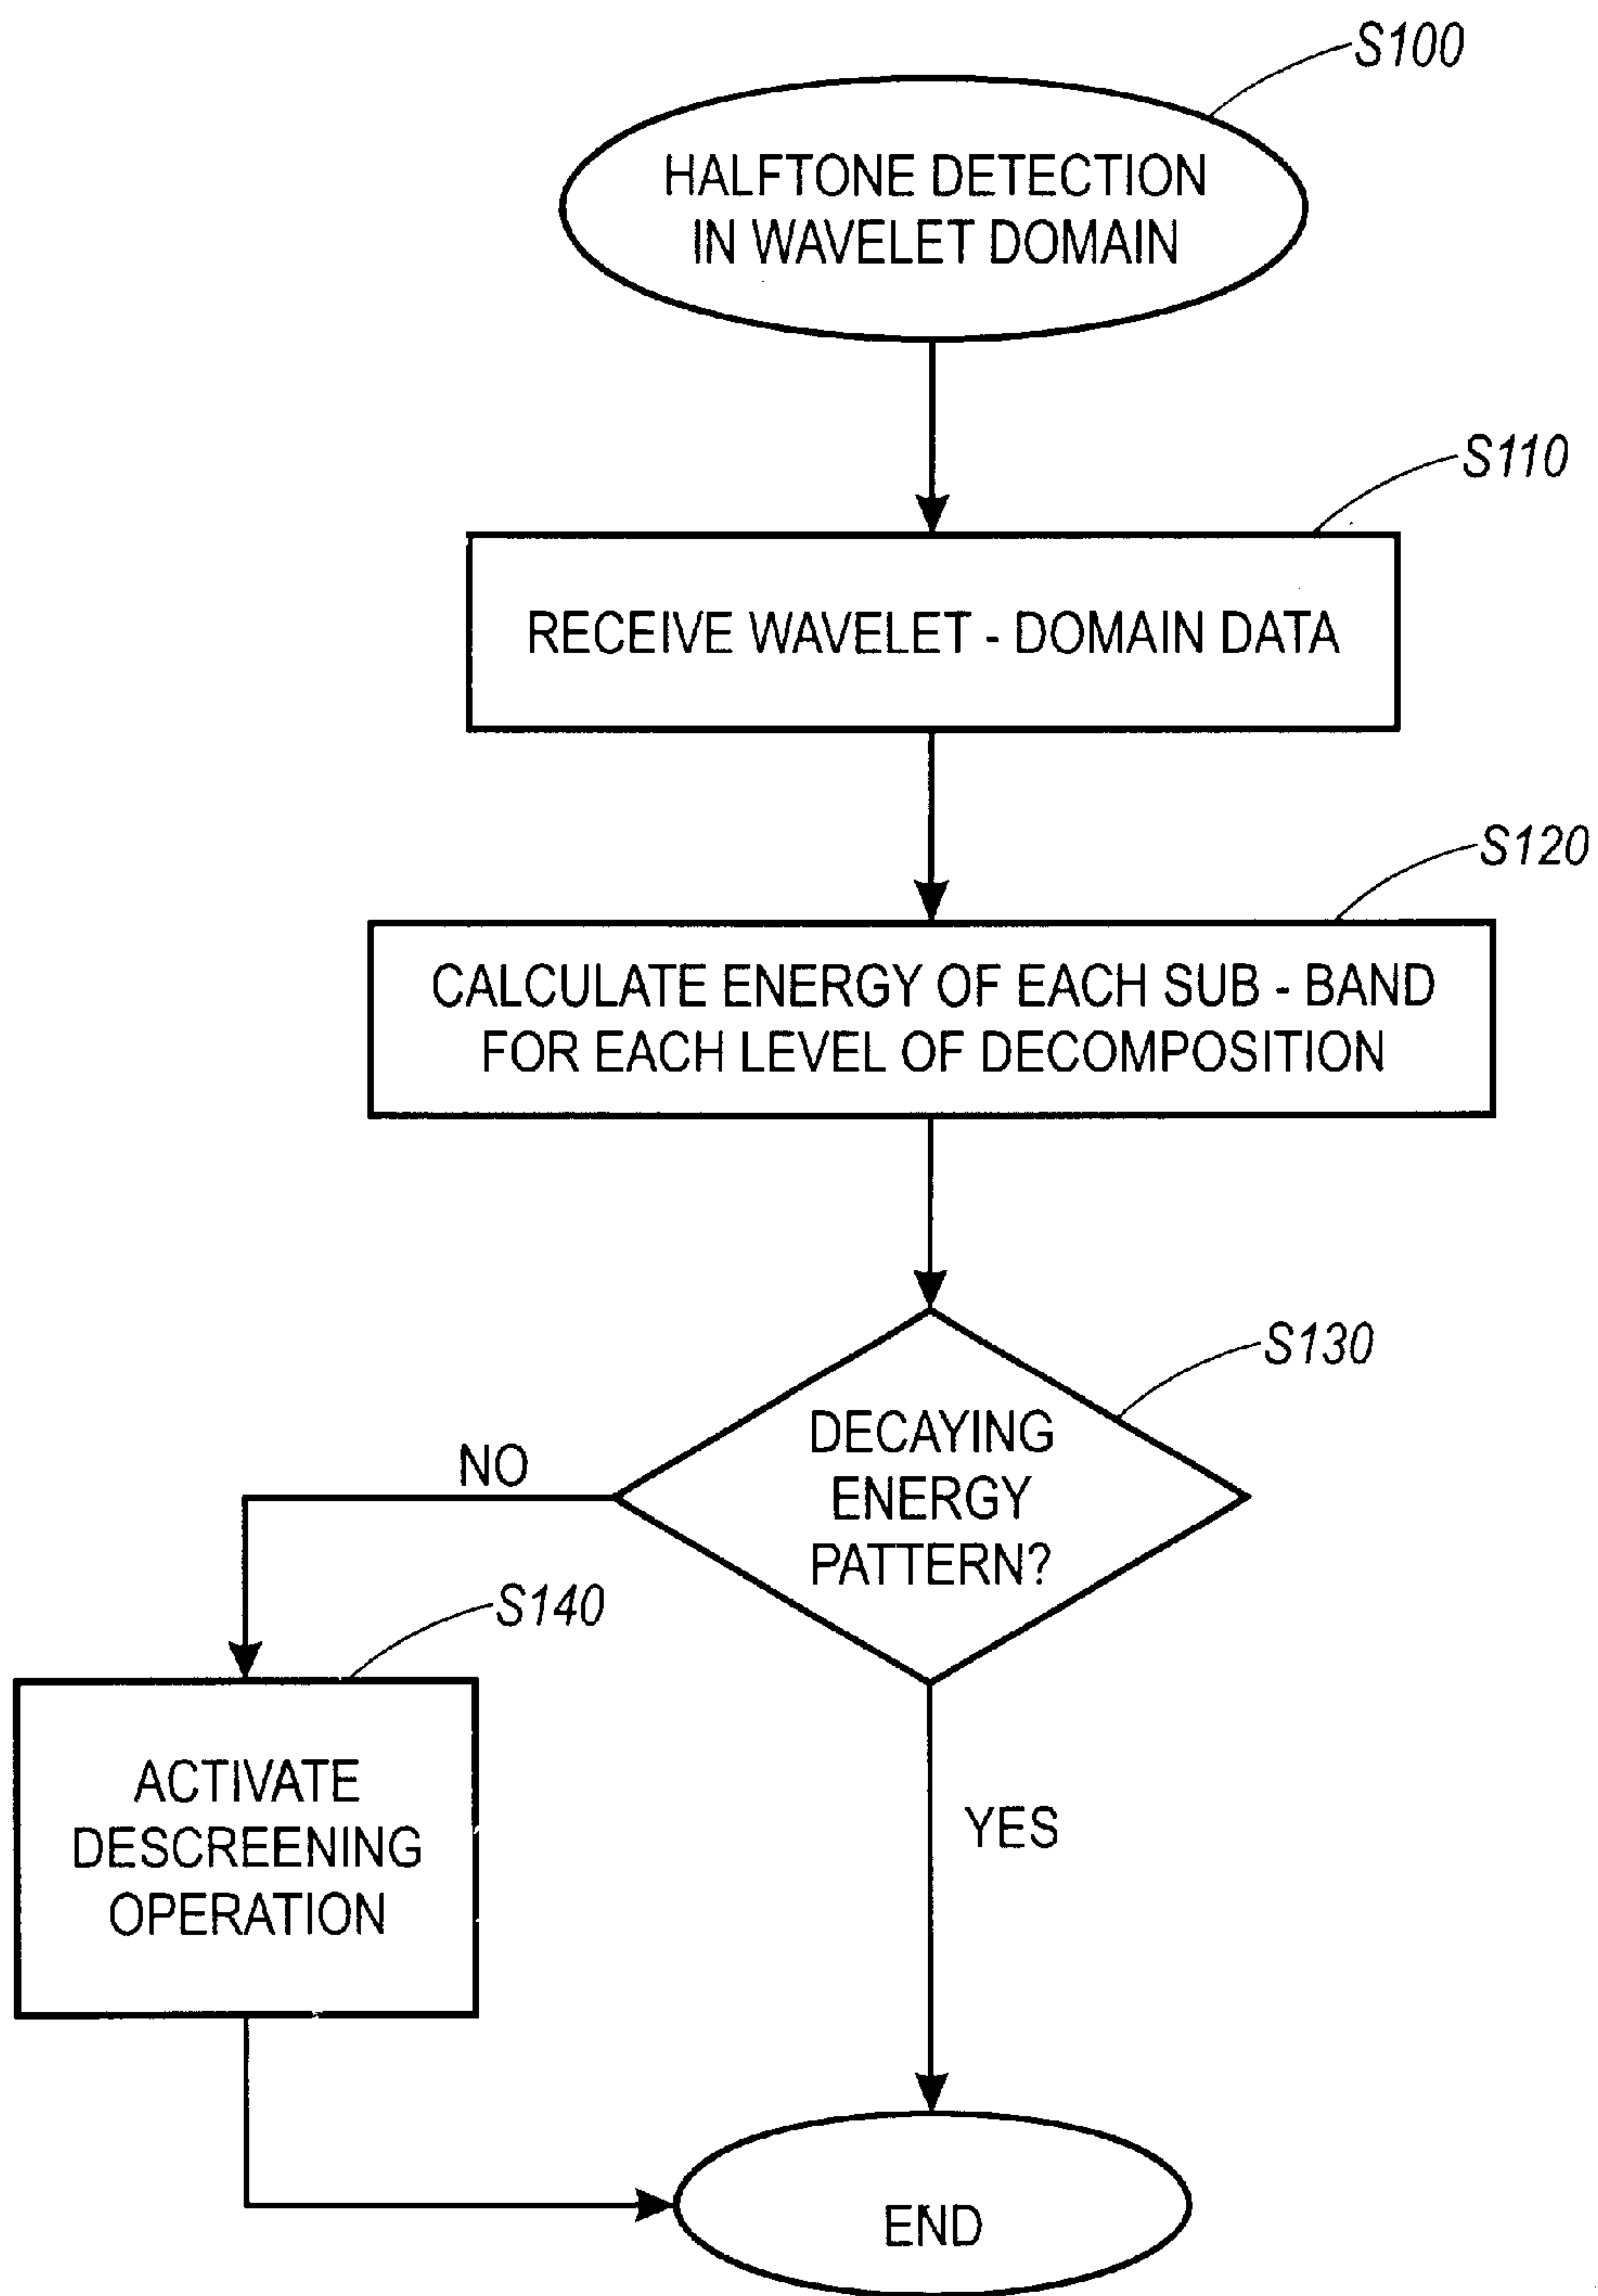 S100
HALFTONE DETECTION
IN WAVELET DOMAIN
S110
RECEIVE WAVELET - DOMAIN DATA
S120
CALCULATE ENERGY OF EACH SUB - BAND
FOR EACH LEVEL OF DECOMPOSITION
S130
DECAYING
ENERGY
PATTERN?
NO
S140
ACTIVATE
DESCREENING
OPERATION
YES
END